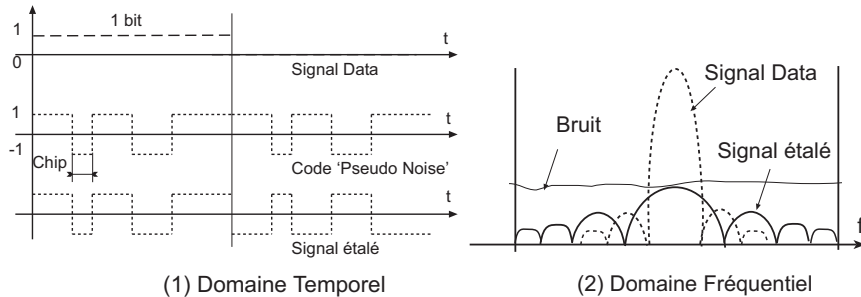 1
1 bit
t
0
Signal Data
1
t
-1
Chip
Code 'Pseudo Noise'
t
Signal étalé
(1) Domaine Temporel
Signal Data
Bruit
Signal étalé
f
(2) Domaine Fréquentiel